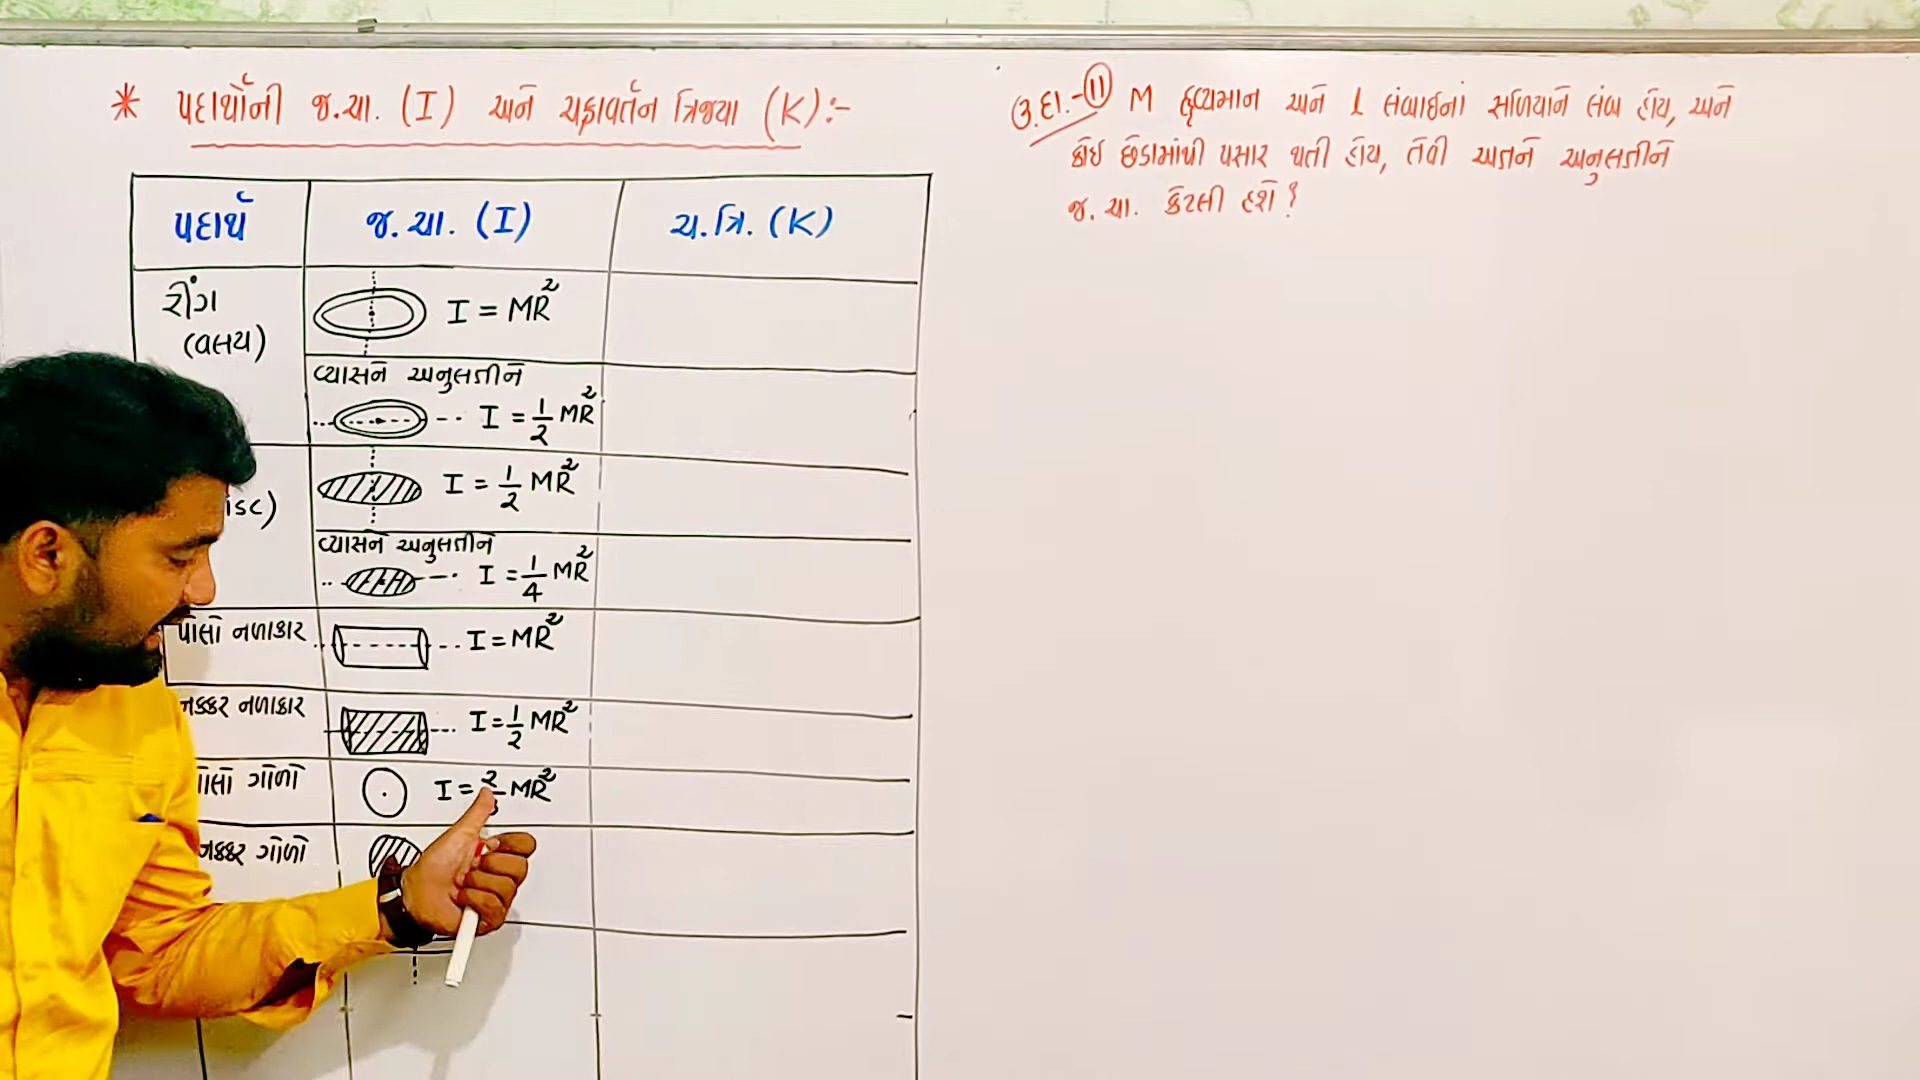 * પદાર્થોની જ.ચા. (I) અને ચક્રાવર્તન ત્રિજ્યા (K):-
પદાર્થ જ.ચા. (I) ચ.ત્રિ. (K)
રીંગ
(વલય)
I = MR²
વ્યાસને અનુલક્ષીને
I = 1/2 MR²
isc)
I = 1/2 MR²
વ્યાસને અનુલક્ષીને
I = 1/4 MR²
પોલો નળાકાર I = MR²
નક્કર નળાકાર I = 1/2 MR²
ગોળો I = 2/3 MR²
નક્કર ગોળો
ઉ.દા.-11 M દ્રવ્યમાન અને l લંબાઈનાં સળિયાને લંબ હોય, અને
કોઈ છેડામાંથી પસાર થતી હોય, તેવી અક્ષને અનુલક્ષીને
જ. ચા. કેટલી હશે ?